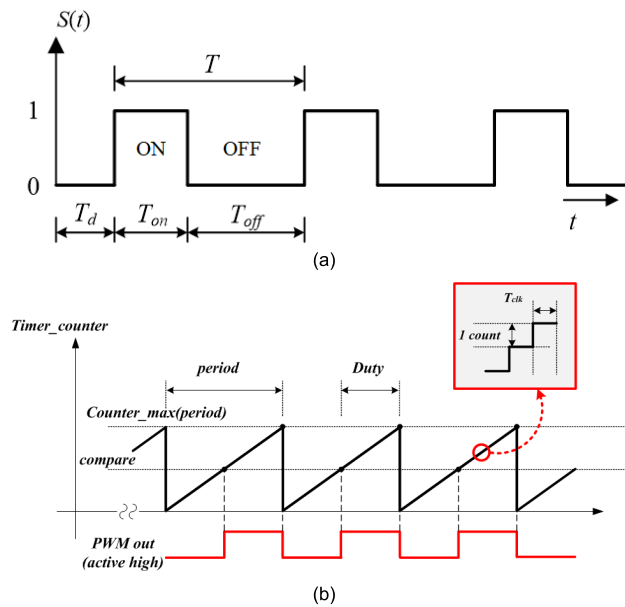 S(t)
T
1
ON OFF
0
Td Ton Toff t
(a)
Tclk
1 count
Timer_counter
period Duty
Counter_max(period)
compare
PWM out
(active high)
(b)